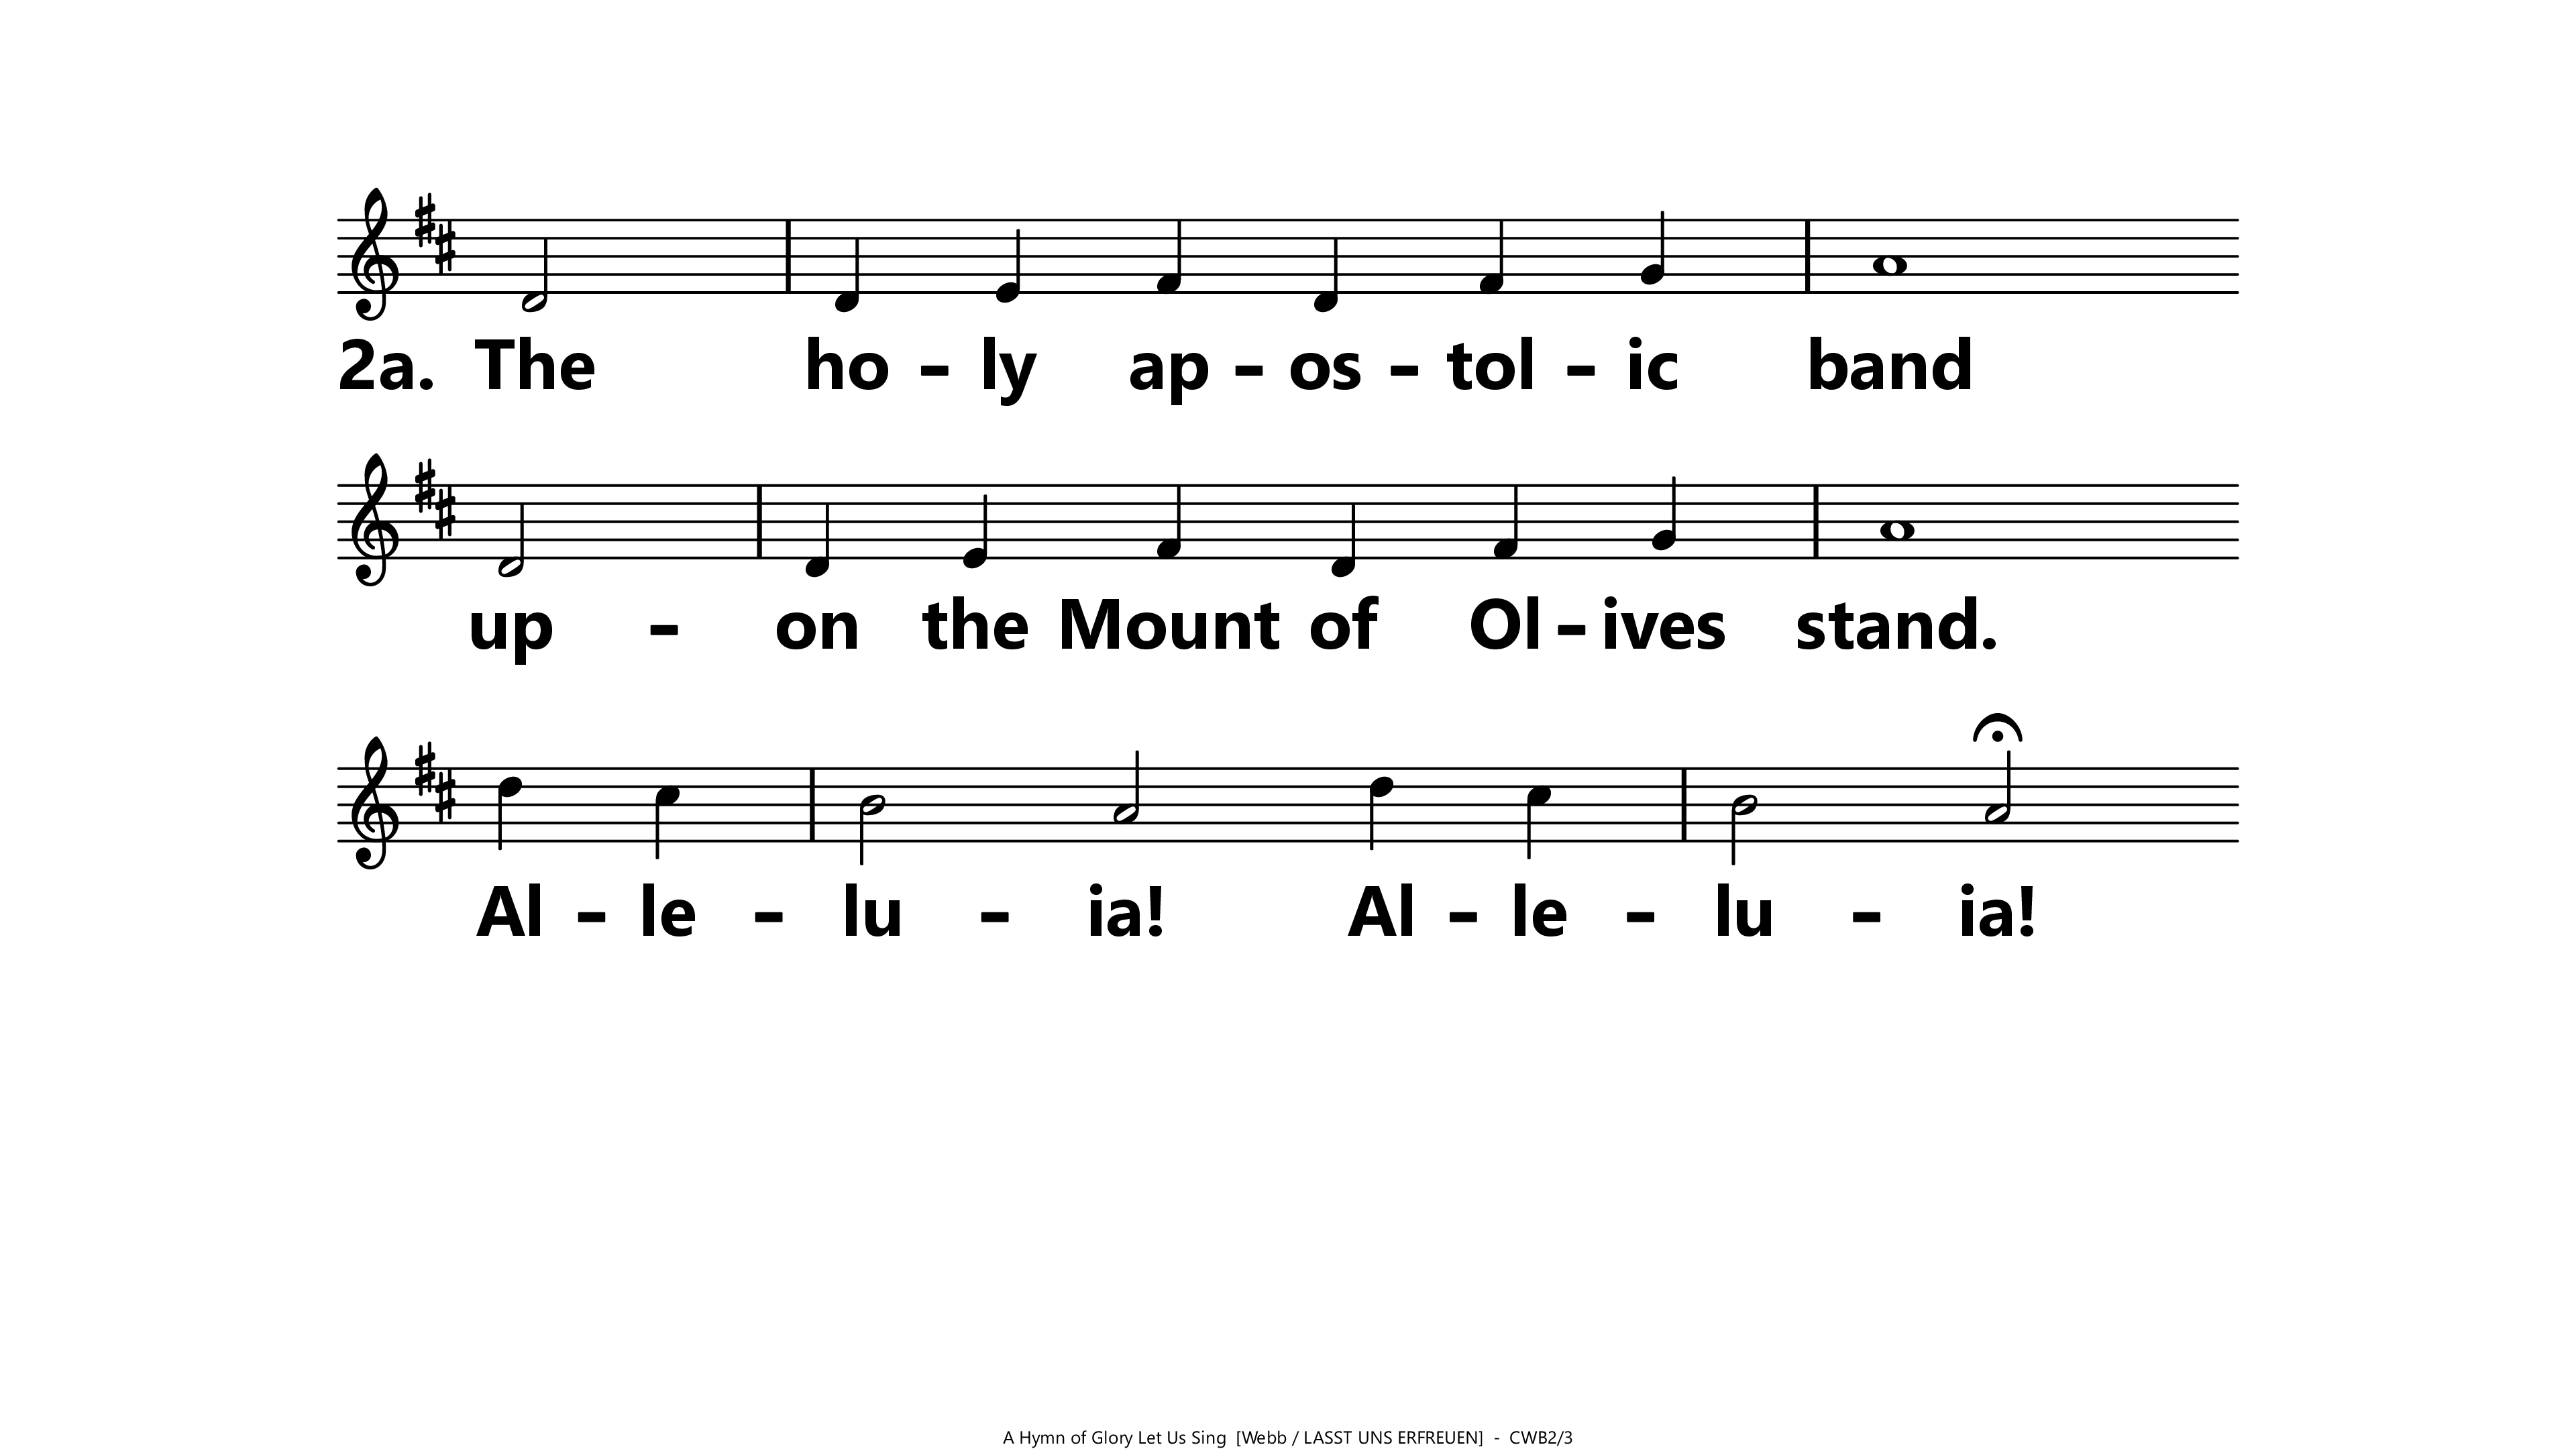 2a. The ho - ly ap - os - tol - ic band
up - on the Mount of Ol - ives stand.
Al - le - lu - ia! Al - le - lu - ia!
A Hymn of Glory Let Us Sing [Webb / LASST UNS ERFREUEN] - CWB2/3